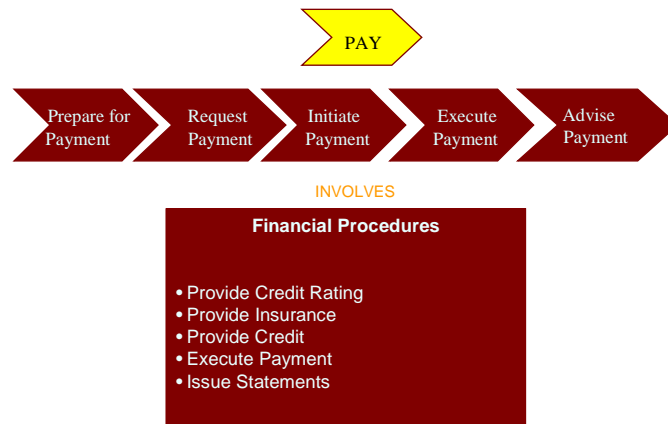 PAY
Prepare for
Payment
Request
Payment
Initiate
Payment
Execute
Payment
Advise
Payment
INVOLVES
Financial Procedures
• Provide Credit Rating
• Provide Insurance
• Provide Credit
• Execute Payment
• Issue Statements